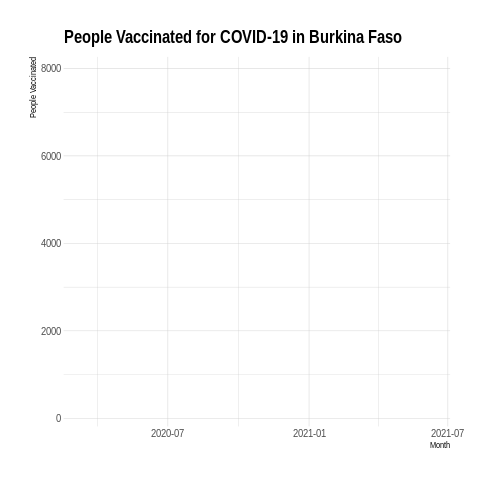 People Vaccinated for COVID-19 in Burkina Faso
People Vaccinated
8000
6000
4000
2000
0
2020-07 2021-01 2021-07
Month